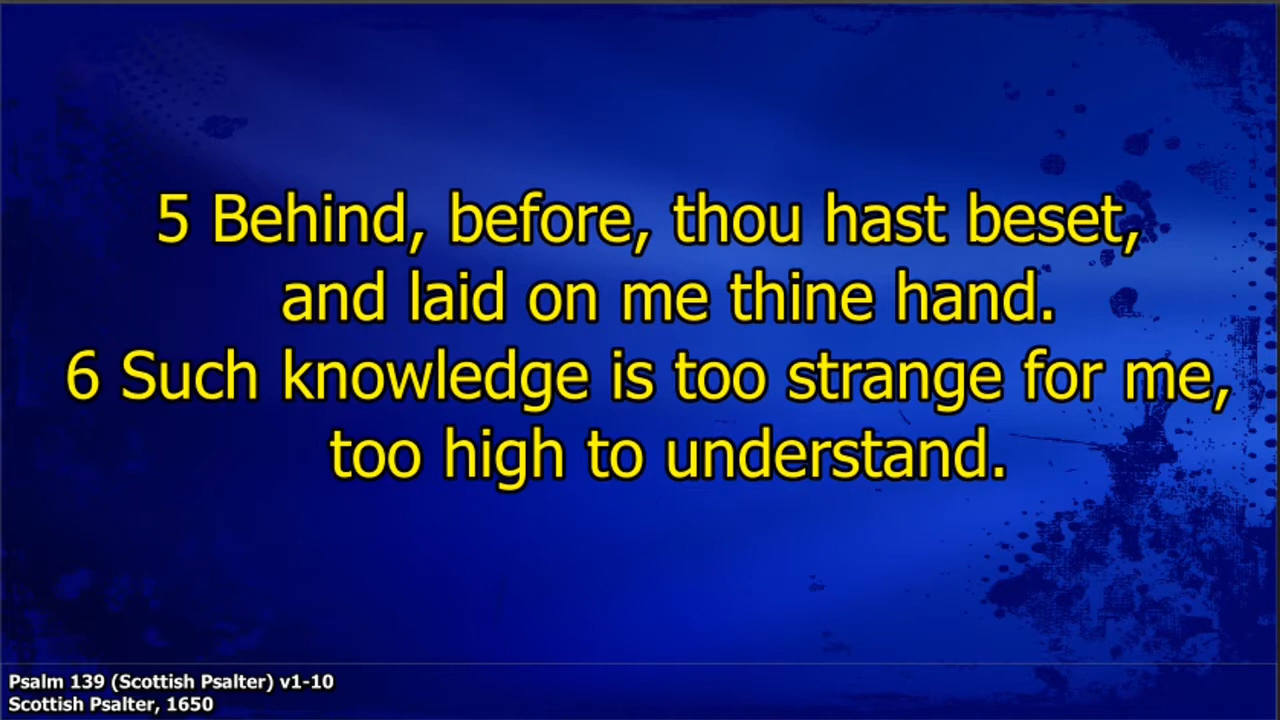 5 Behind, before, thou hast beset,
and laid on me thine hand.
6 Such knowledge is too strange for me,
too high to understand.
Psalm 139 (Scottish Psalter) v1-10
Scottish Psalter, 1650